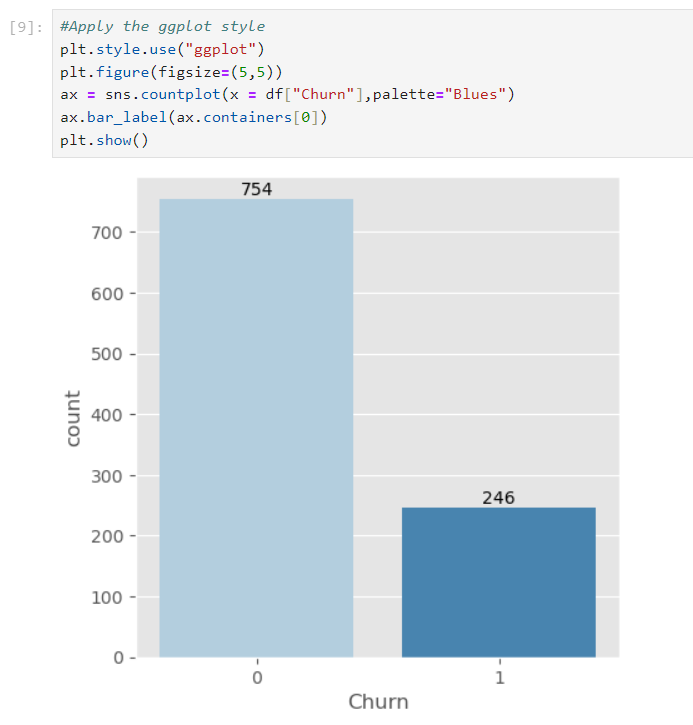 [9]: #Apply the ggplot style
plt.style.use("ggplot")
plt.figure(figsize=(5,5))
ax = sns.countplot(x = df["Churn"],palette="Blues")
ax.bar_label(ax.containers[0])
plt.show()
754
700
600
500
400
300
246
200
100
0
count
0 1
Churn